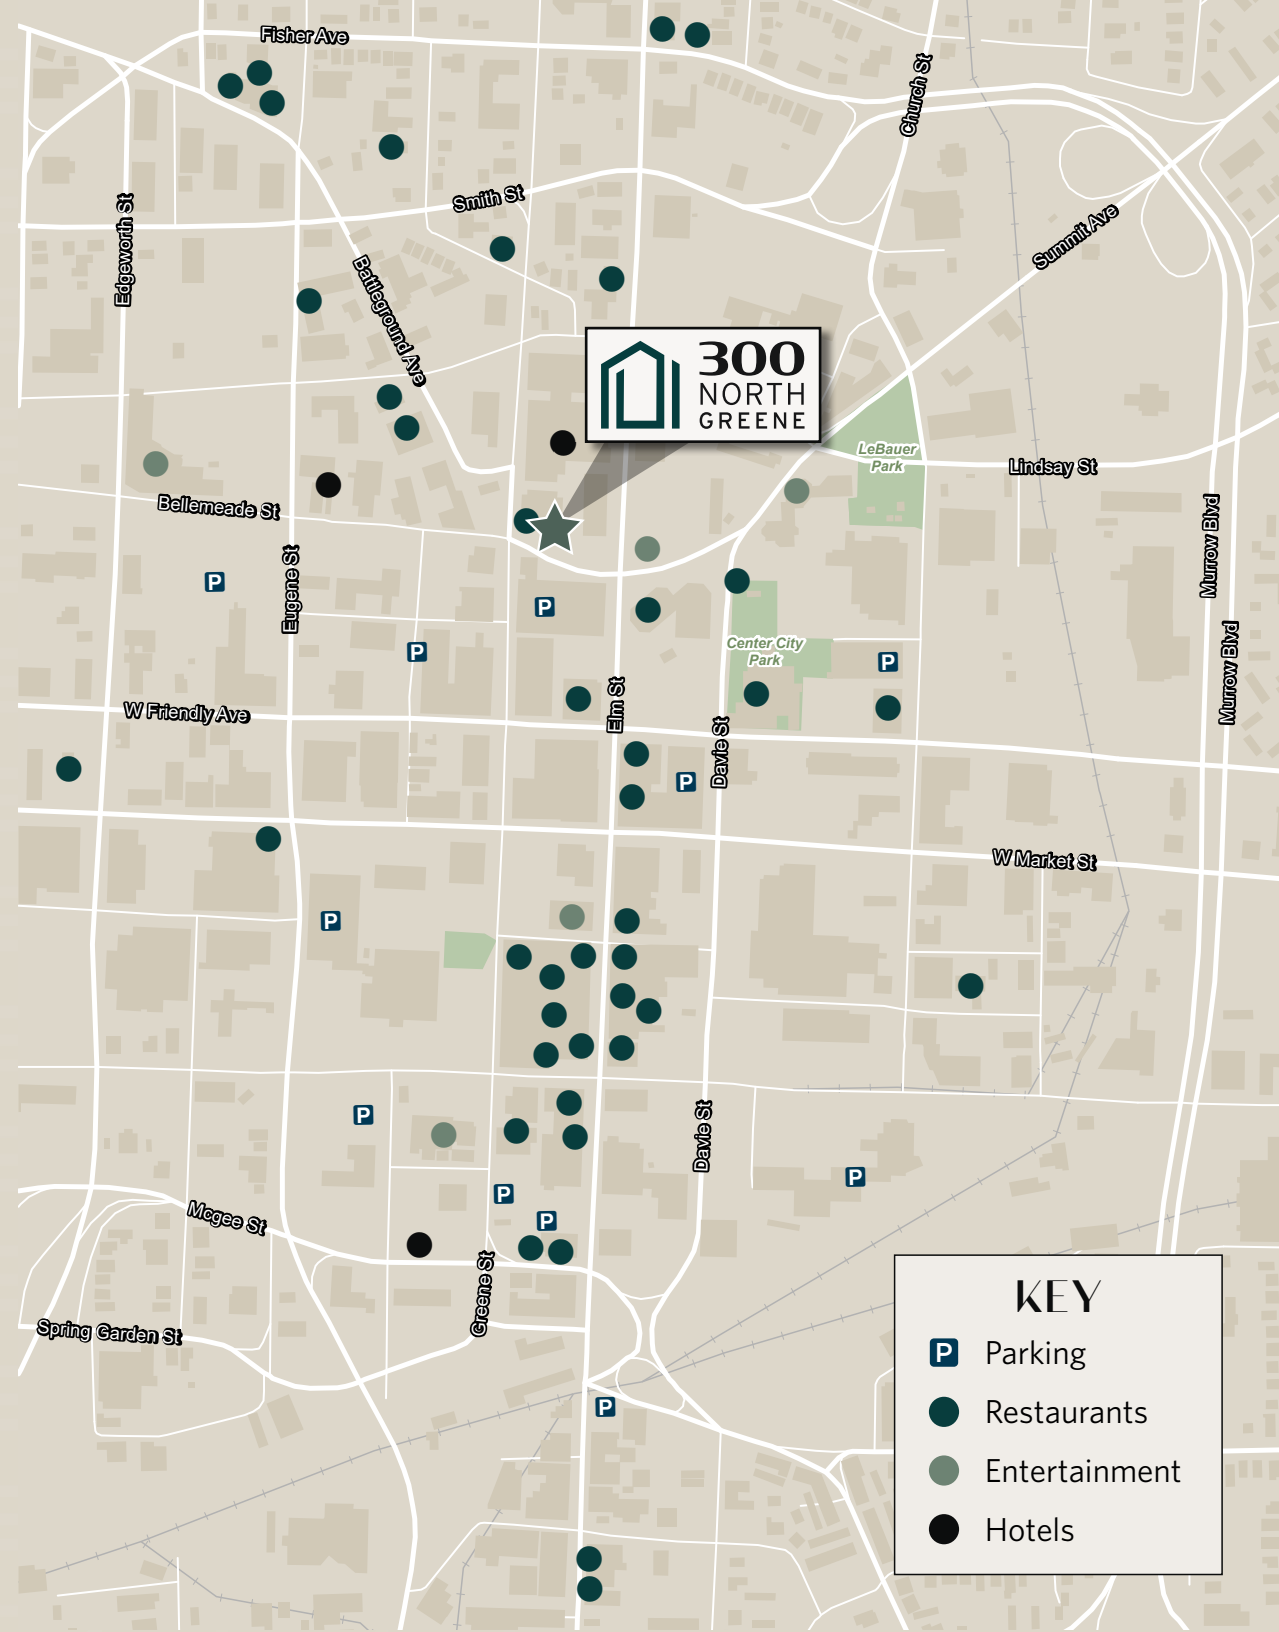 Fisher Ave
Church St
Smith St
Edgeworth St
Summit Ave
Battleground Ave
300
NORTH
GREENE
LeBauer
Park
Lindsay St
Bellemeade St
Murrow Blvd
Eugene St
P
P
P
Center City
Park
P
Murrow Blvd
Elm St
W Friendly Ave
Davie St
P
W Market St
P
P
Davie St
P
P
P
Mcgee St
Greene St
Spring Garden St
P
KEY
P Parking
Restaurants
Entertainment
Hotels